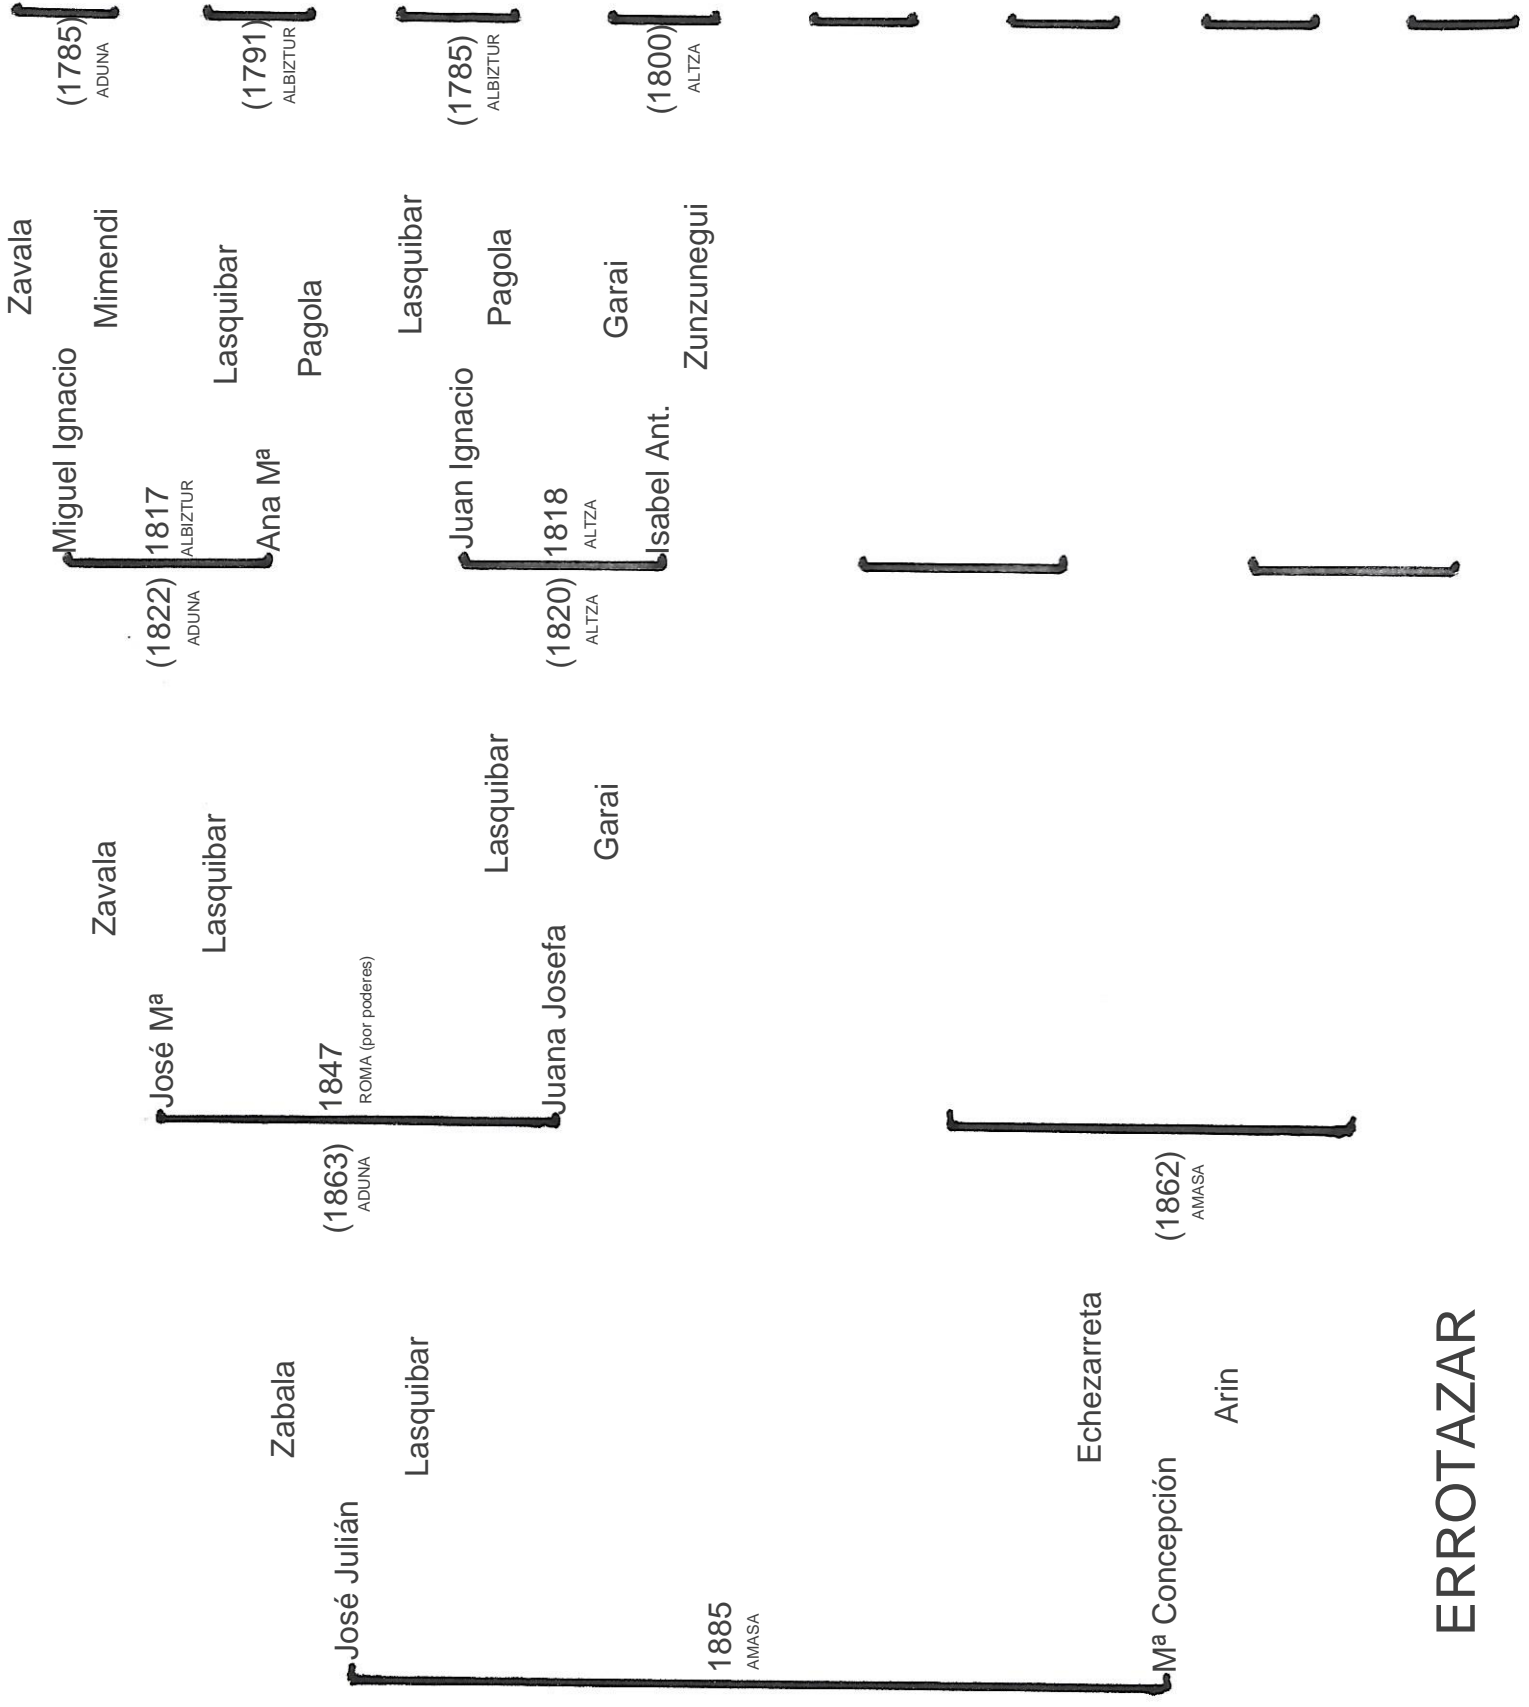 José Julián
Zabala
Lasquibar
1885
AMASA
Mª Concepción
Echezarreta
Arin
(1863)
ADUNA
José Mª
Zavala
Lasquibar
1847
ROMA (por poderes)
Juana Josefa
Lasquibar
Garai
(1862)
AMASA
(1822)
ADUNA
Miguel Ignacio
Zavala
Mimendi
1817
ALBIZTUR
Ana Mª
Lasquibar
Pagola
(1820)
ALTZA
Juan Ignacio
Lasquibar
Pagola
1818
ALTZA
Isabel Ant.
Garai
Zunzunegui
(1785)
ADUNA
(1791)
ALBIZTUR
(1785)
ALBIZTUR
(1800)
ALTZA
ERROTAZAR